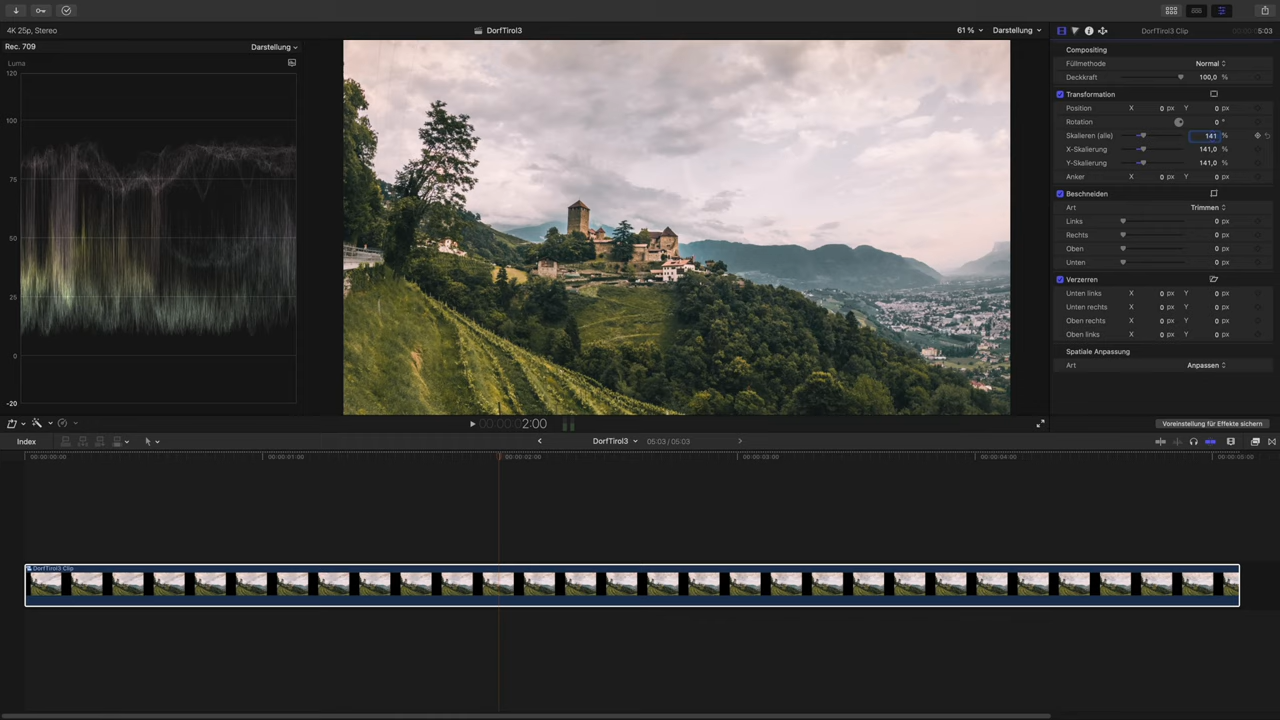 4K 25p, Stereo
DorfTirol3
61 %
Darstellung
DorfTirol3 Clip
5:03
Rec. 709
Darstellung
Luma
120
100
75
50
25
0
-20
Compositing
Füllmethode Normal
Deckkraft 100,0 %
Transformation
Position X 0 px Y 0 px
Rotation 0 °
Skalieren (alle) 141 %
X-Skalierung 141,0 %
Y-Skalierung 141,0 %
Anker X 0 px Y 0 px
Beschneiden
Art Trimmen
Links 0 px
Rechts 0 px
Oben 0 px
Unten 0 px
Verzerren
Unten links X 0 px Y 0 px
Unten rechts X 0 px Y 0 px
Oben rechts X 0 px Y 0 px
Oben links X 0 px Y 0 px
Spatiale Anpassung
Art Anpassen
2:00
Voreinstellung für Effekte sichern
Index
DorfTirol3
05:03 / 05:03
00:00:00:00
00:00:01:00
00:00:02:00
00:00:03:00
00:00:04:00
00:00:05:00
DorfTirol3 Clip